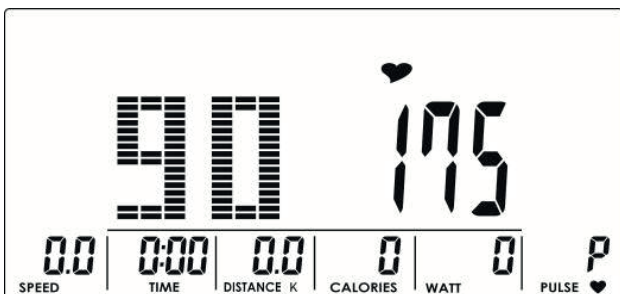 90 175
0.0 0:00 0.0 0 0 P
SPEED TIME DISTANCE K CALORIES WATT PULSE